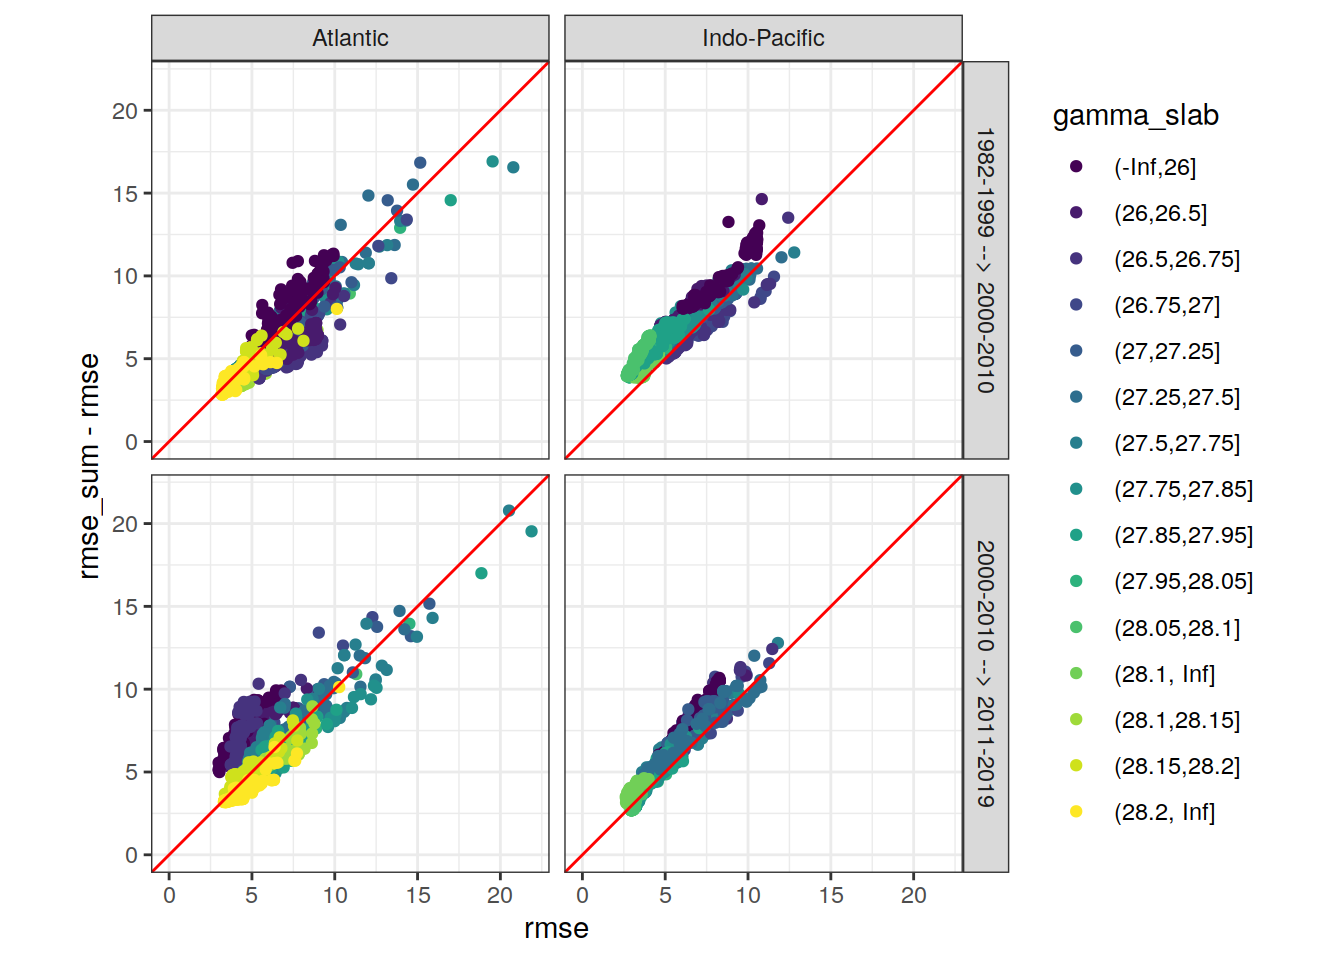 Atlantic
Indo-Pacific
20
15
10
5
0
1982-1999 --> 2000-2010
20
15
10
5
0
2000-2010 --> 2011-2019
0 5 10 15 20
0 5 10 15 20
rmse
rmse_sum - rmse
gamma_slab
(-Inf,26]
(26,26.5]
(26.5,26.75]
(26.75,27]
(27,27.25]
(27.25,27.5]
(27.5,27.75]
(27.75,27.85]
(27.85,27.95]
(27.95,28.05]
(28.05,28.1]
(28.1, Inf]
(28.1,28.15]
(28.15,28.2]
(28.2, Inf]